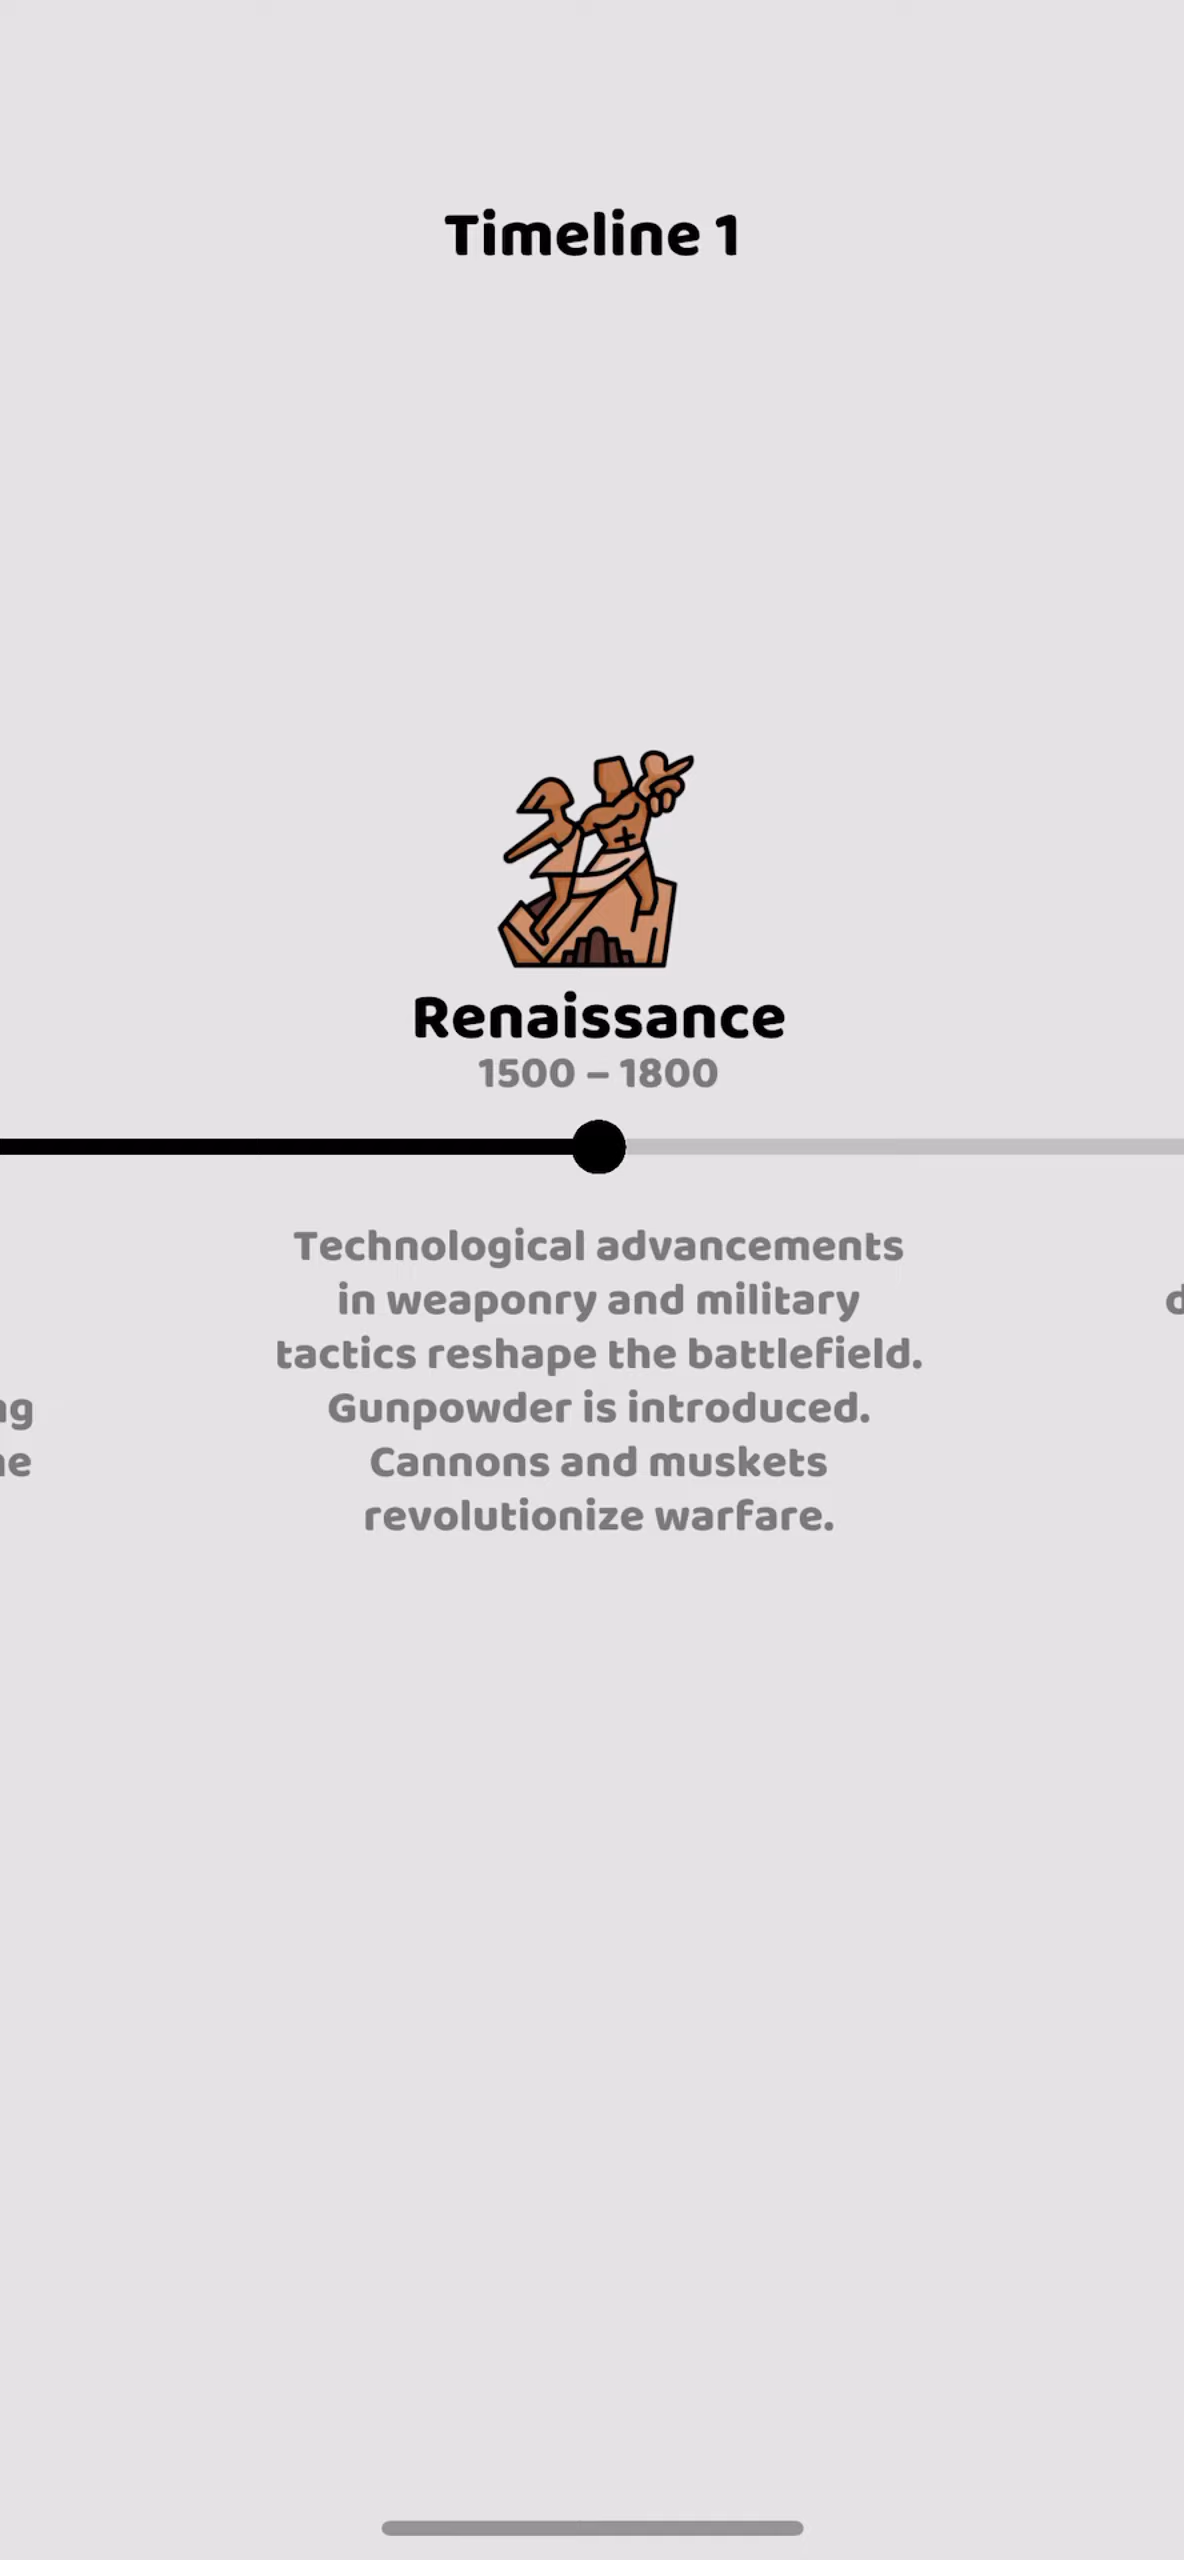 Timeline 1
Renaissance
1500 – 1800
Technological advancements
in weaponry and military
tactics reshape the battlefield.
Gunpowder is introduced.
Cannons and muskets
revolutionize warfare.